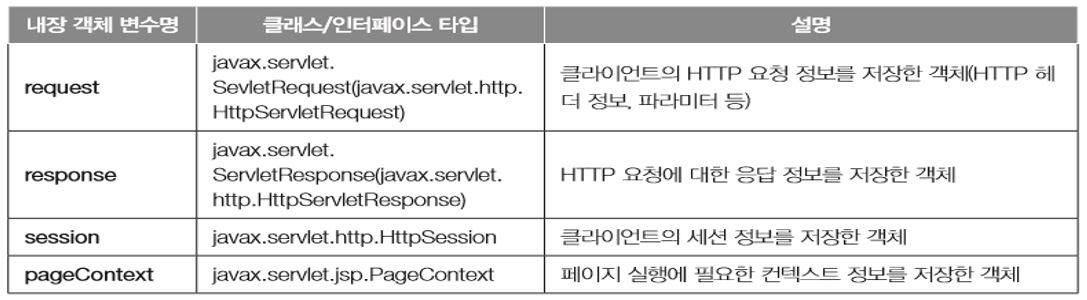 내장 객체 변수명 클래스/인터페이스 타입 설명
request
javax.servlet.
SevletRequest(javax.servlet.http.
HttpServletRequest)
클라이언트의 HTTP 요청 정보를 저장한 객체(HTTP 헤
더 정보, 파라미터 등)
response
javax.servlet.
ServletResponse(javax.servlet.
http.HttpServletResponse)
HTTP 요청에 대한 응답 정보를 저장한 객체
session javax.servlet.http.HttpSession 클라이언트의 세션 정보를 저장한 객체
pageContext javax.servlet.jsp.PageContext 페이지 실행에 필요한 컨텍스트 정보를 저장한 객체